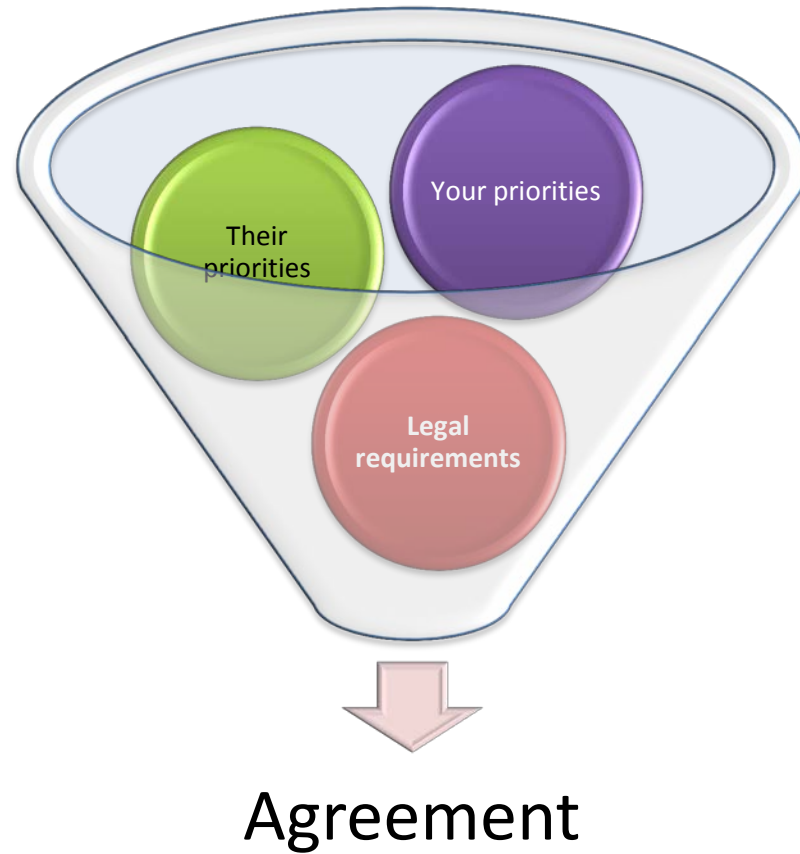 Your priorities
Their
priorities
Legal
requirements
Agreement